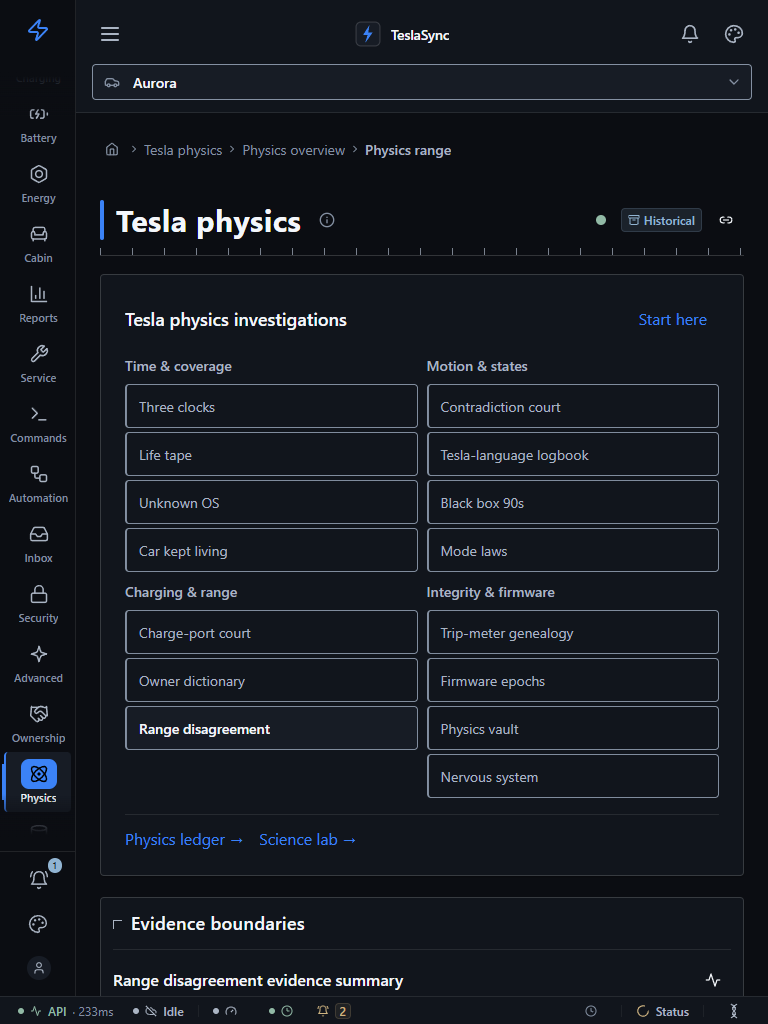 TeslaSync
Aurora
Battery
Energy
Cabin
Reports
Service
Commands
Automation
Inbox
Security
Advanced
Ownership
Physics
1
Tesla physics
Physics overview
Physics range
Tesla physics
Historical
Tesla physics investigations
Start here
Time & coverage
Three clocks
Life tape
Unknown OS
Car kept living
Motion & states
Contradiction court
Tesla-language logbook
Black box 90s
Mode laws
Charging & range
Charge-port court
Owner dictionary
Range disagreement
Integrity & firmware
Trip-meter genealogy
Firmware epochs
Physics vault
Nervous system
Physics ledger →
Science lab →
Evidence boundaries
Range disagreement evidence summary
API · 233ms
Idle
2
Status